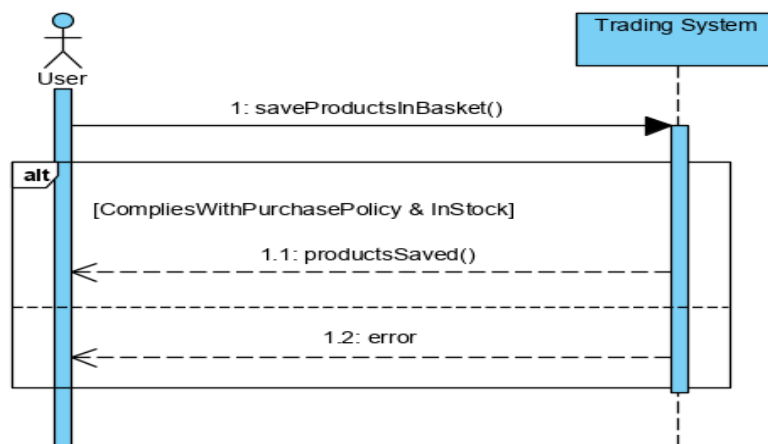 Trading System
User
1: saveProductsInBasket()
alt
[CompliesWithPurchasePolicy & InStock]
1.1: productsSaved()
1.2: error